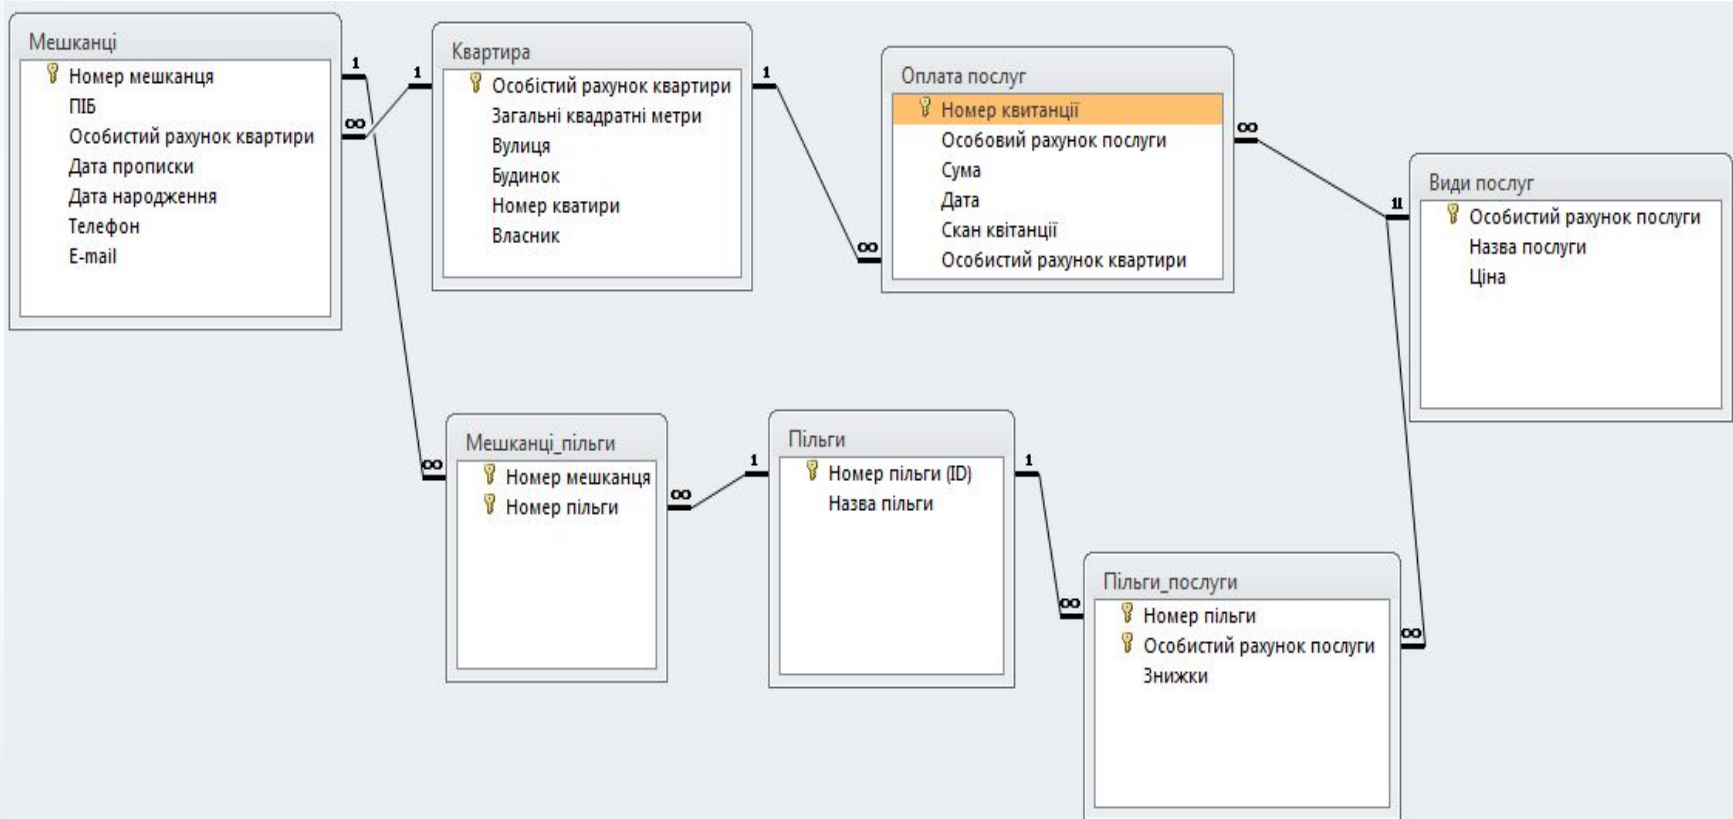 Мешканці
Номер мешканця
ПІБ
Особистий рахунок квартири
Дата прописки
Дата народження
Телефон
E-mail
1
∞
1
Квартира
Особістий рахунок квартири
Загальні квадратні метри
Вулиця
Будинок
Номер кватири
Власник
1
∞
Оплата послуг
Номер квитанції
Особовий рахунок послуги
Сума
Дата
Скан квітанції
Особистий рахунок квартири
∞
11
Види послуг
Особистий рахунок послуги
Назва послуги
Ціна
∞
Мешканці_пільги
Номер мешканця
Номер пільги
∞
1
Пільги
Номер пільги (ID)
Назва пільги
1
∞
Пільги_послуги
Номер пільги
Особистий рахунок послуги
Знижки
∞